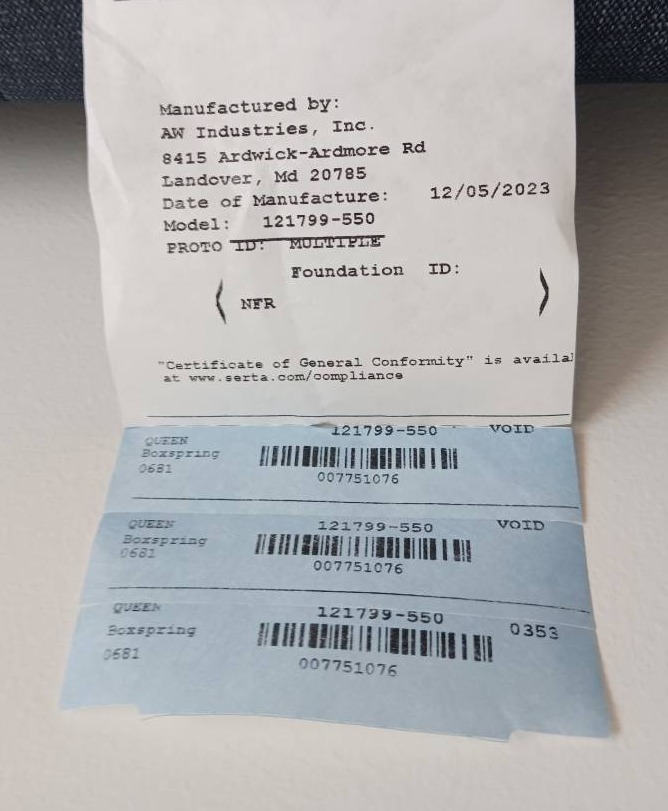 Manufactured by:
AW Industries, Inc.
8415 Ardwick-Ardmore Rd
Landover, Md 20785
Date of Manufacture: 12/05/2023
Model: 121799-550
PROTO ID: MULTIPLE
Foundation ID:
⟨ NFR ⟩
"Certificate of General Conformity" is availa
at www.serta.com/compliance
QUEEN 121799-550 VOID
Boxspring
0681 007751076
QUEEN 121799-550 VOID
Boxspring
0681 007751076
QUEEN 121799-550 0353
Boxspring
0681 007751076